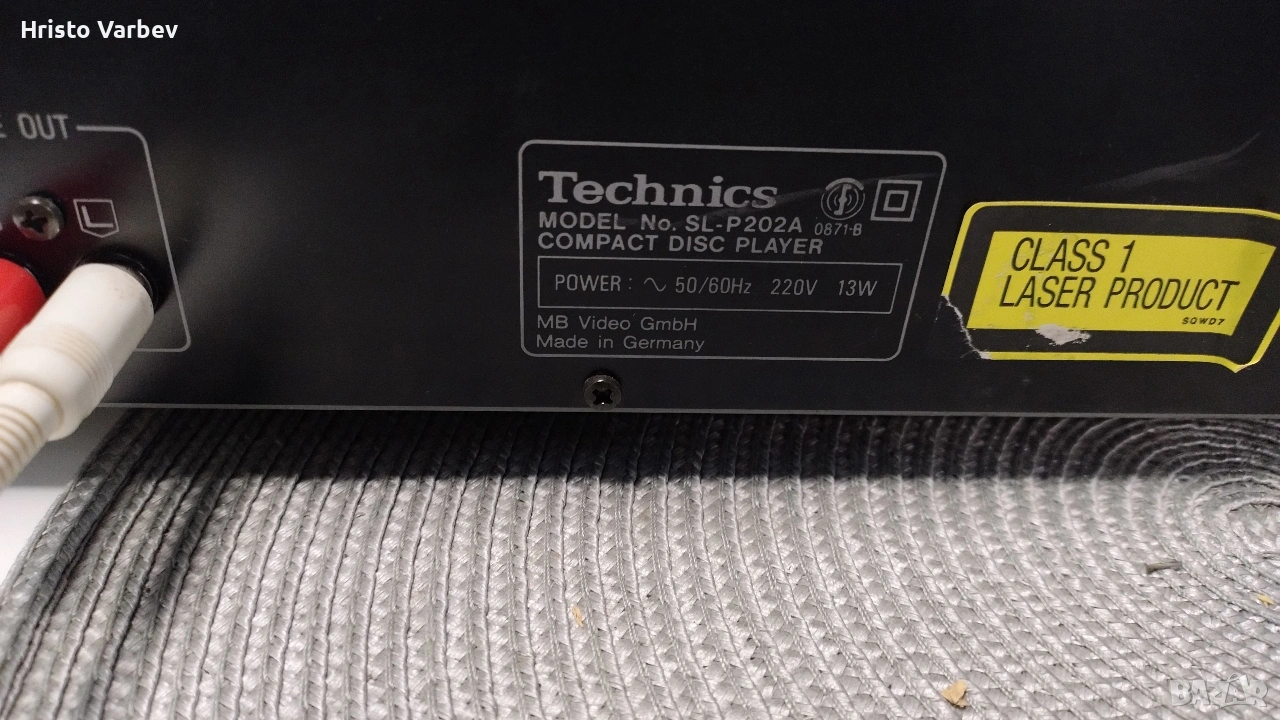 Hristo Varbev
E OUT
L
Technics
MODEL No. SL-P202A 0871-B
COMPACT DISC PLAYER
POWER : ∿ 50/60Hz 220V 13W
MB Video GmbH
Made in Germany
CLASS 1
LASER PRODUCT
SQWD7
BAZAR